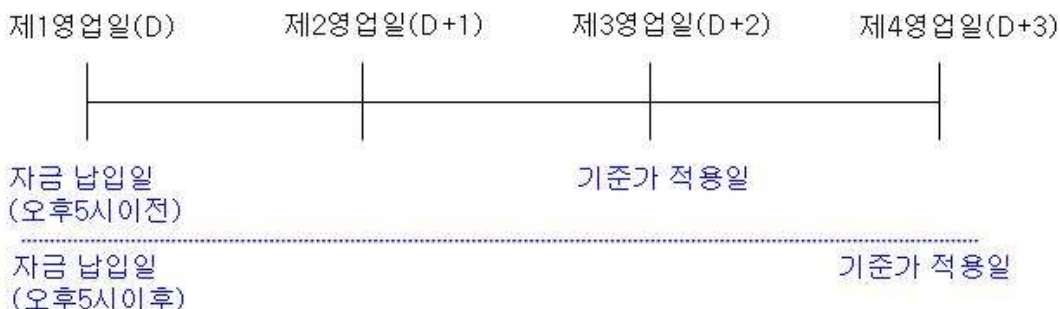 제1영업일(D) 제2영업일(D+1) 제3영업일(D+2) 제4영업일(D+3)
자금 납입일 기준가 적용일
(오후5시이전)
자금 납입일 기준가 적용일
(오후5시이후)